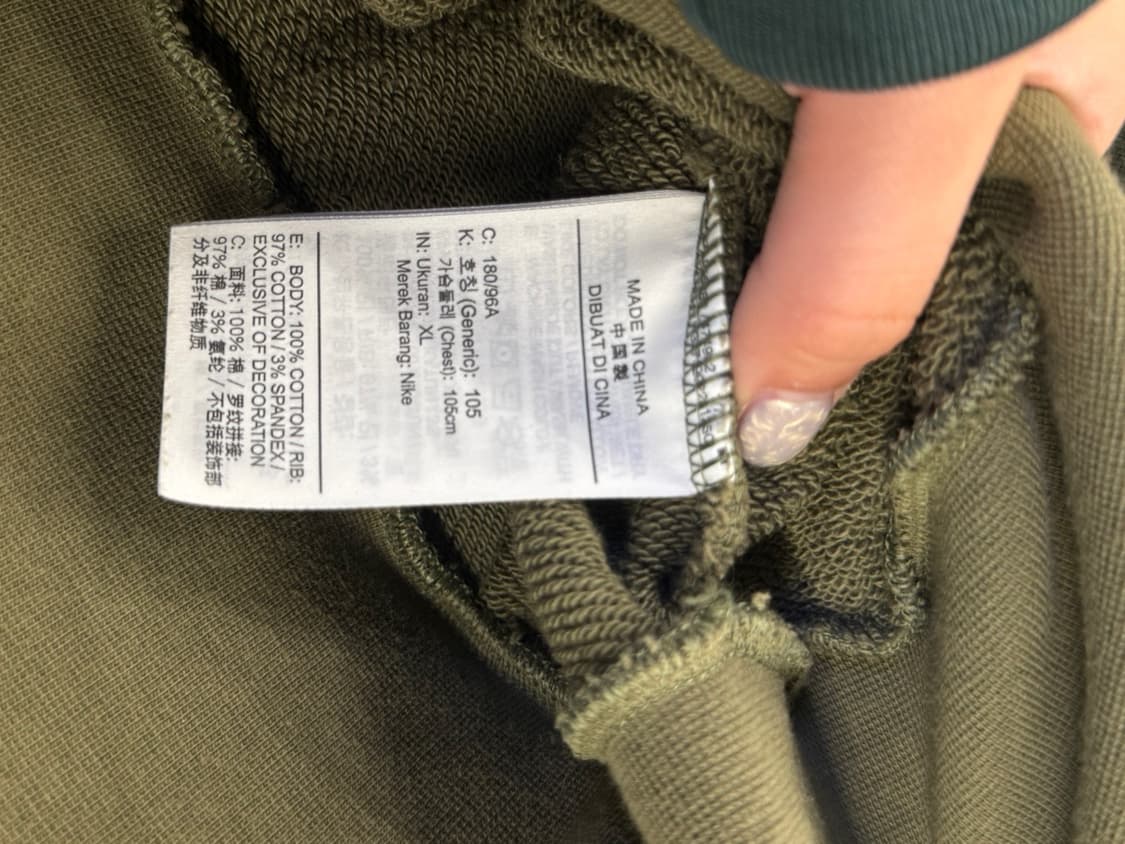 MADE IN CHINA
中国製
DIBUAT DI CINA
C: 180/96A
K: 호칭 (Generic): 105
가슴둘레 (Chest): 105cm
IN: Ukuran: XL
Merek Barang: Nike
E: BODY: 100% COTTON / RIB:
97% COTTON / 3% SPANDEX /
EXCLUSIVE OF DECORATION
C: 面料: 100% 棉 / 罗纹拼接:
97% 棉 / 3% 氨纶 / 不包括装饰部
分及非纤维物质